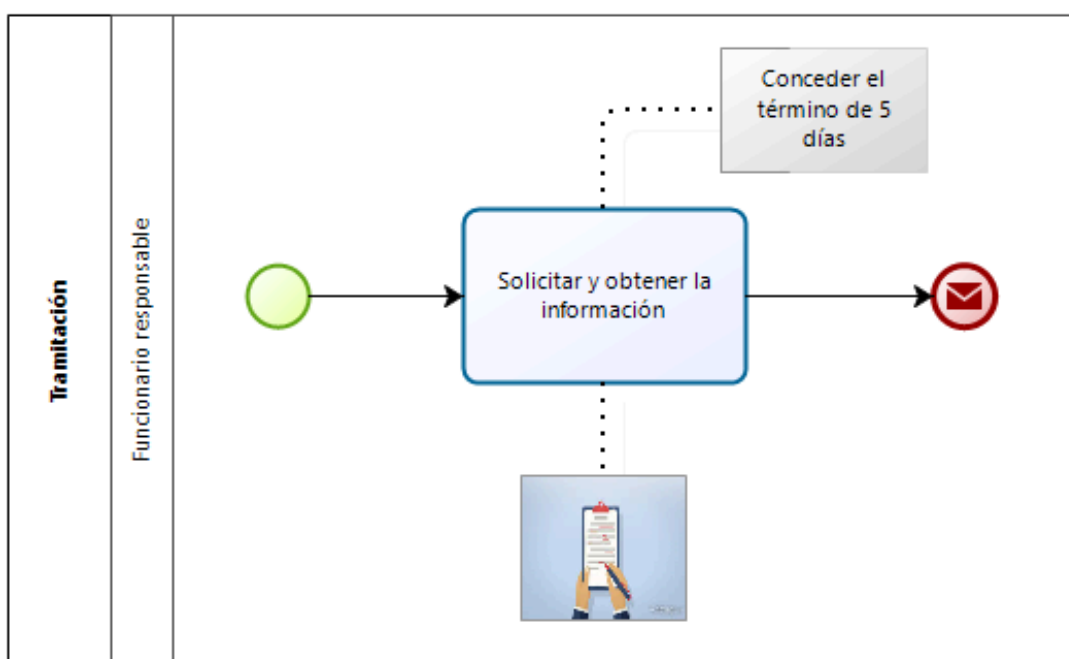 Tramitación
Funcionario responsable
Conceder el
término de 5
días
Solicitar y obtener la
información